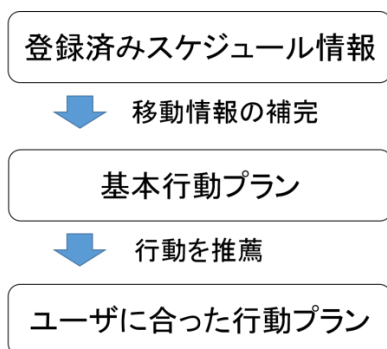 登録済みスケジュール情報
移動情報の補完
基本行動プラン
行動を推薦
ユーザに合った行動プラン